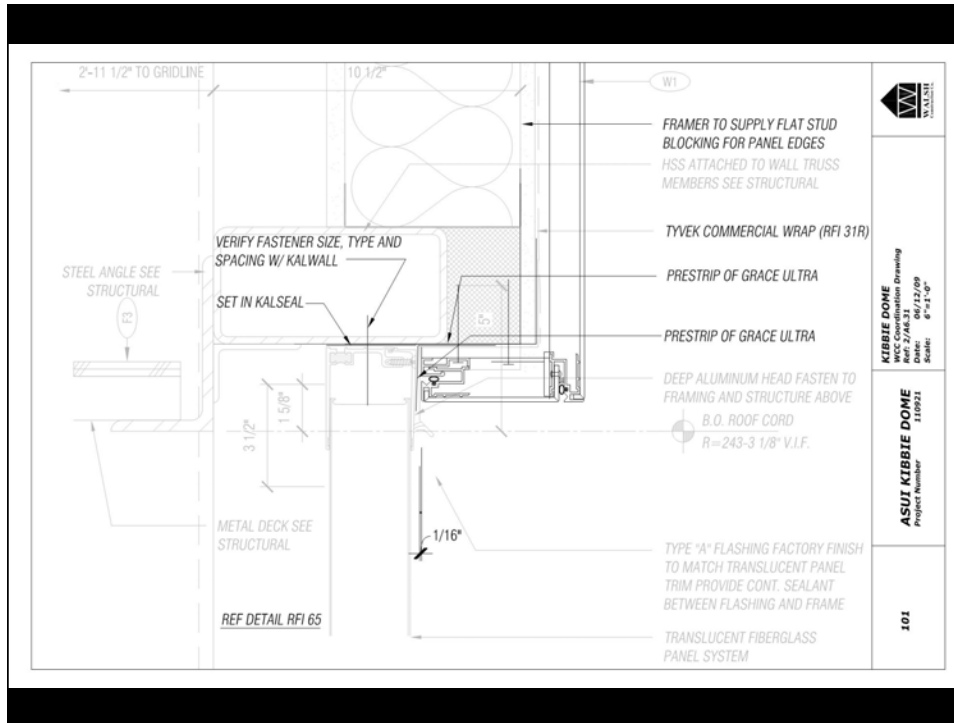 2'-11 1/2" TO GRIDLINE
10 1/2"
W1
FRAMER TO SUPPLY FLAT STUD
BLOCKING FOR PANEL EDGES
HSS ATTACHED TO WALL TRUSS
MEMBERS SEE STRUCTURAL
VERIFY FASTENER SIZE, TYPE AND
SPACING W/ KALWALL
TYVEK COMMERCIAL WRAP (RFI 31R)
STEEL ANGLE SEE
STRUCTURAL
PRESTRIP OF GRACE ULTRA
SET IN KALSEAL
F3
5"
PRESTRIP OF GRACE ULTRA
DEEP ALUMINUM HEAD FASTEN TO
FRAMING AND STRUCTURE ABOVE
1 5/8"
3 1/2"
B.O. ROOF CORD
R=243-3 1/8" V.I.F.
METAL DECK SEE
STRUCTURAL
1/16"
TYPE "A" FLASHING FACTORY FINISH
TO MATCH TRANSLUCENT PANEL
TRIM PROVIDE CONT. SEALANT
BETWEEN FLASHING AND FRAME
REF DETAIL RFI 65
TRANSLUCENT FIBERGLASS
PANEL SYSTEM
WALSH
Construction Co.
KIBBIE DOME
WCC Coordination Drawing
Ref: 2/A6.31
Date: 06/12/09
Scale: 6"=1'-0"
ASUI KIBBIE DOME
Project Number 110921
101